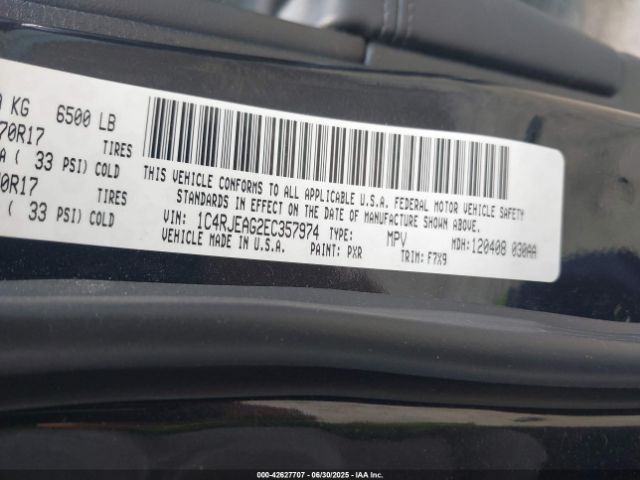 KG 6500 LB
70R17 TIRES
( 33 PSI) COLD
0R17 TIRES
( 33 PSI) COLD
THIS VEHICLE CONFORMS TO ALL APPLICABLE U.S.A. FEDERAL MOTOR VEHICLE SAFETY
STANDARDS IN EFFECT ON THE DATE OF MANUFACTURE SHOWN ABOVE.
VIN: 1C4RJEAG2EC357974 TYPE: MPV MDH: 120408 030AA
VEHICLE MADE IN U.S.A. PAINT: PXR TRIM: F7X9
000-42627707 - 06/30/2025 - IAA Inc.